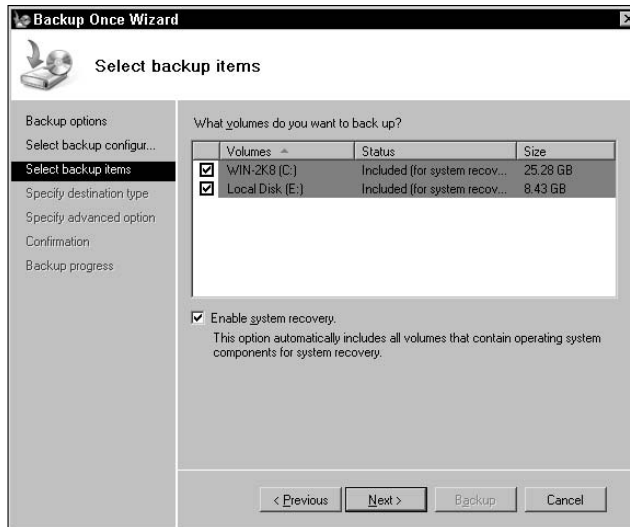 Backup Once Wizard
Select backup items
Backup options
Select backup configur...
Select backup items
Specify destination type
Specify advanced option
Confirmation
Backup progress
What volumes do you want to back up?
Volumes Status Size
WIN-2K8 (C:) Included (for system recov... 25.28 GB
Local Disk (E:) Included (for system recov... 8.43 GB
Enable system recovery.
This option automatically includes all volumes that contain operating system
components for system recovery.
< Previous Next > Backup Cancel